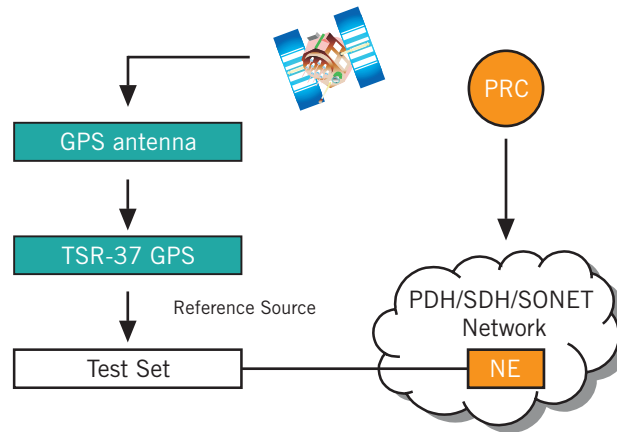 PRC
GPS antenna
TSR-37 GPS
Reference Source
PDH/SDH/SONET
Network
Test Set
NE